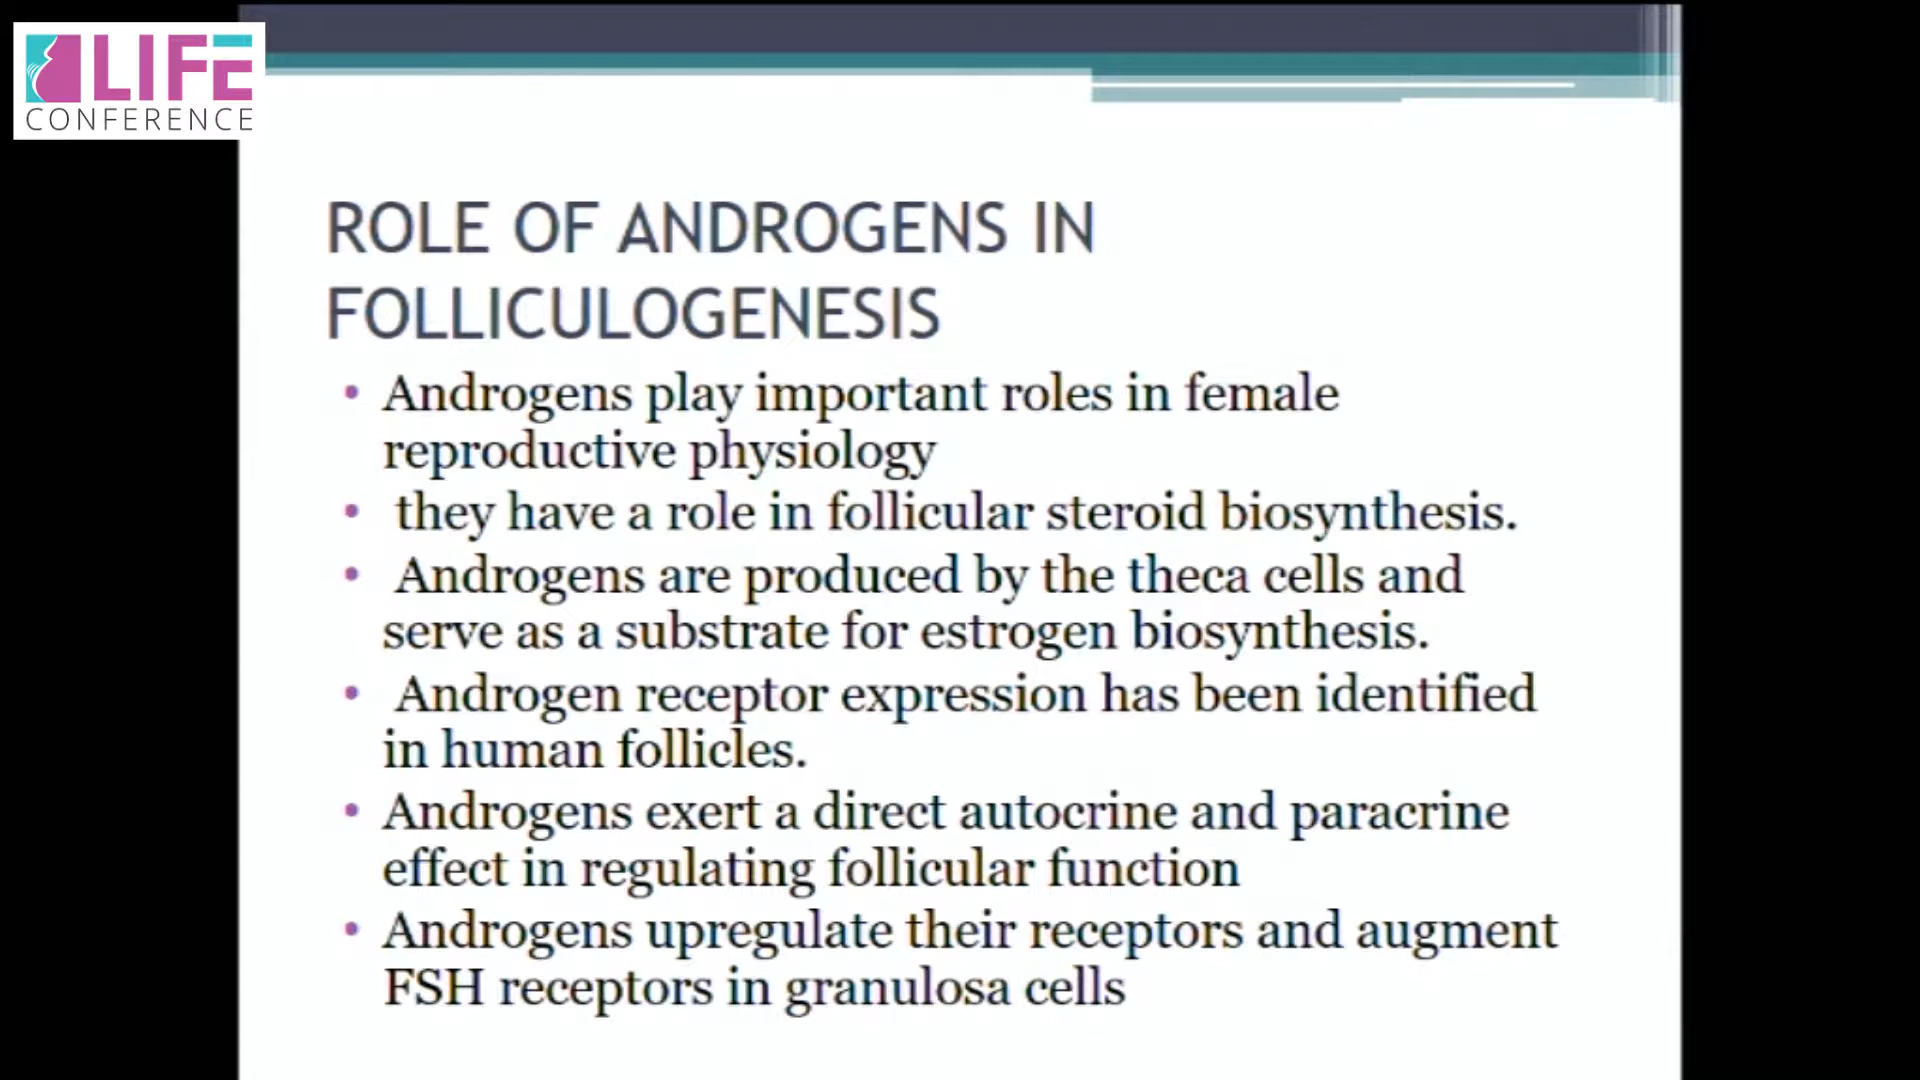 LIFE
CONFERENCE
ROLE OF ANDROGENS IN
FOLLICULOGENESIS
• Androgens play important roles in female
reproductive physiology
• they have a role in follicular steroid biosynthesis.
• Androgens are produced by the theca cells and
serve as a substrate for estrogen biosynthesis.
• Androgen receptor expression has been identified
in human follicles.
• Androgens exert a direct autocrine and paracrine
effect in regulating follicular function
• Androgens upregulate their receptors and augment
FSH receptors in granulosa cells